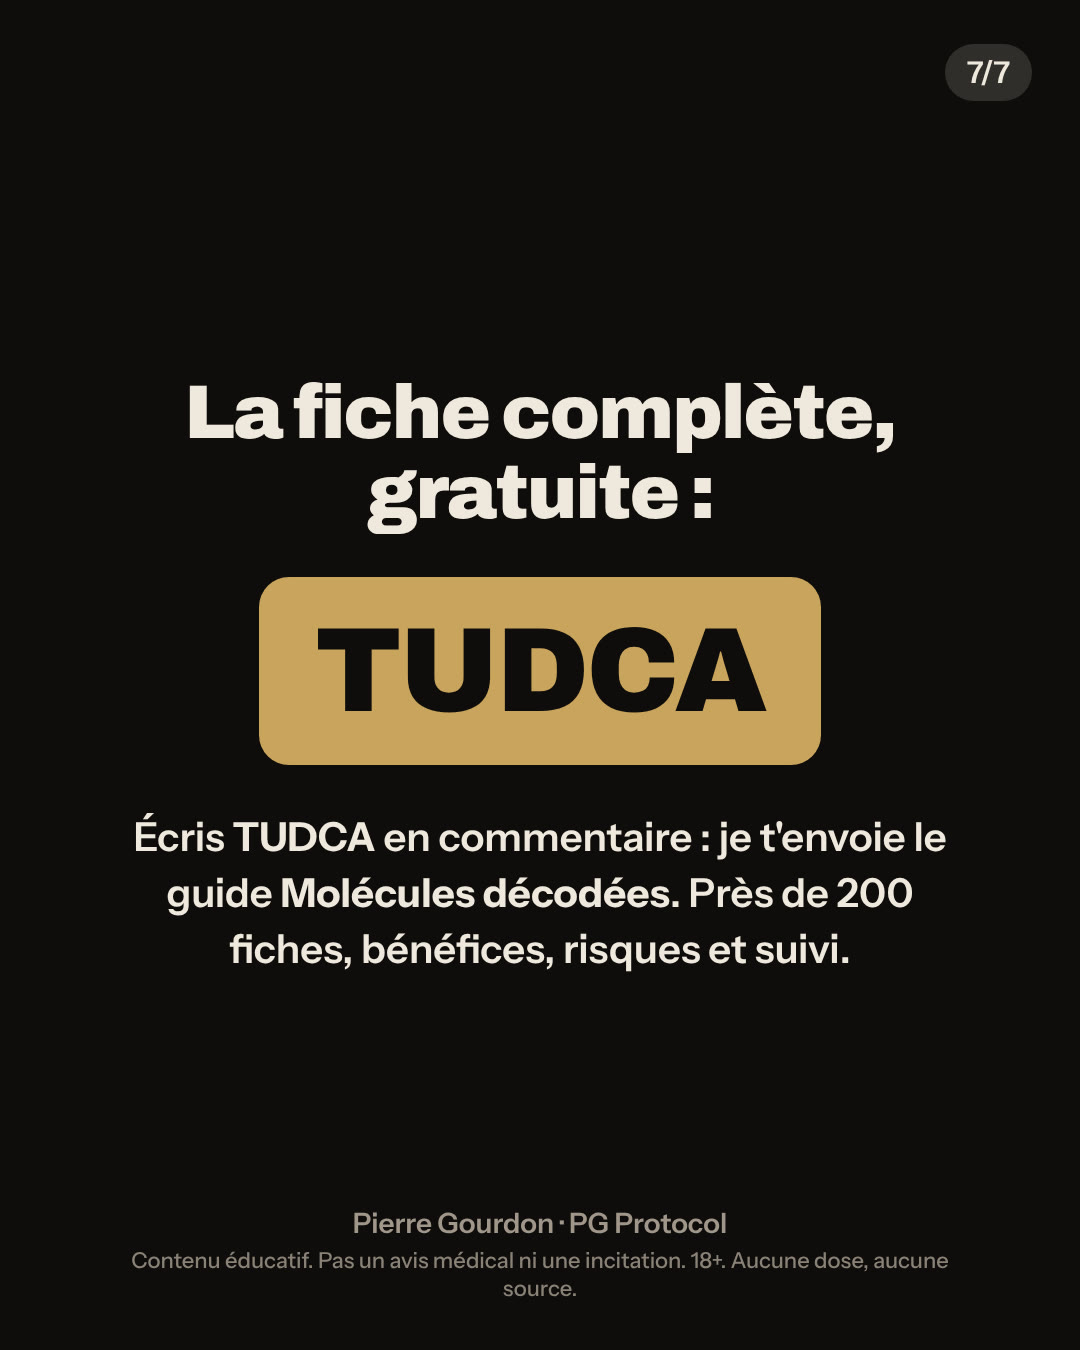 7/7
La fiche complète,
gratuite :
TUDCA
Écris TUDCA en commentaire : je t'envoie le
guide Molécules décodées. Près de 200
fiches, bénéfices, risques et suivi.
Pierre Gourdon · PG Protocol
Contenu éducatif. Pas un avis médical ni une incitation. 18+. Aucune dose, aucune
source.